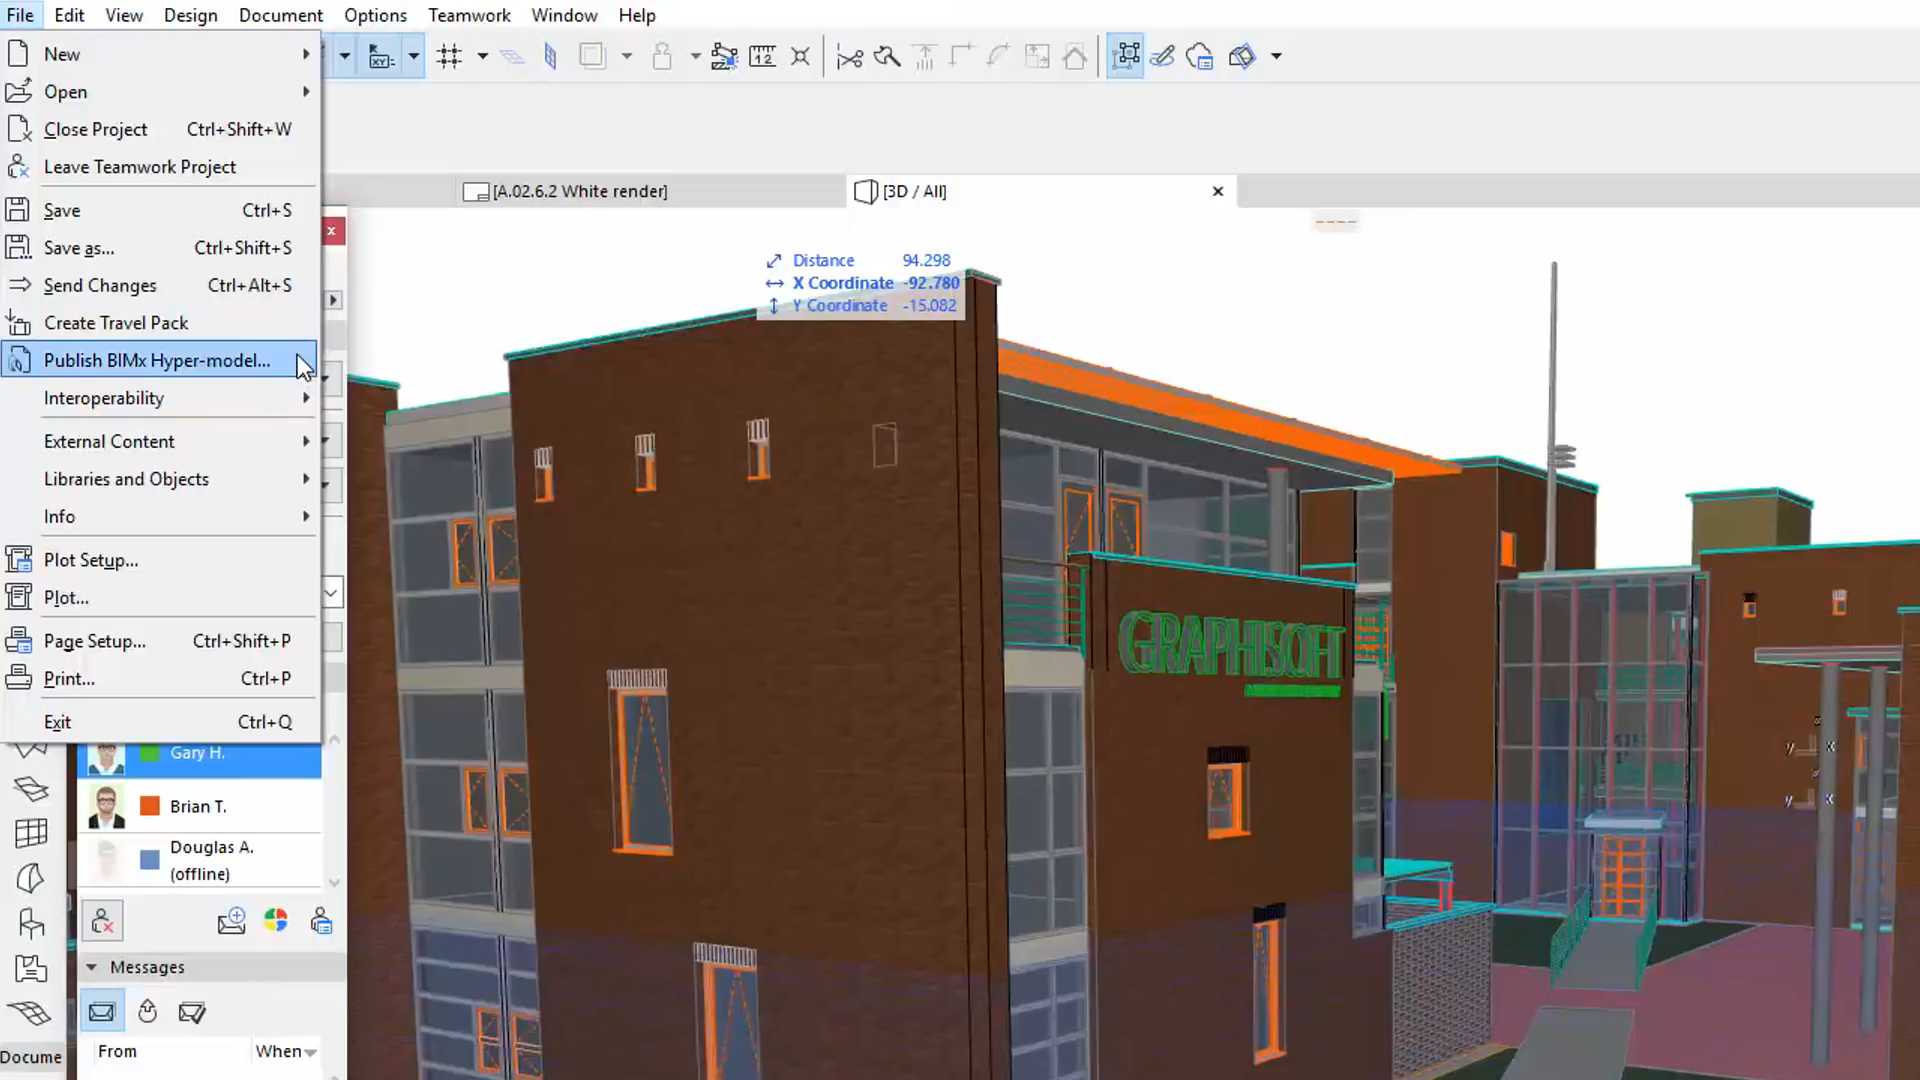 File Edit View Design Document Options Teamwork Window Help
New
Open
Close Project Ctrl+Shift+W
Leave Teamwork Project
Save Ctrl+S
Save as... Ctrl+Shift+S
Send Changes Ctrl+Alt+S
Create Travel Pack
Publish BIMx Hyper-model...
Interoperability
External Content
Libraries and Objects
Info
Plot Setup...
Plot...
Page Setup... Ctrl+Shift+P
Print... Ctrl+P
Exit Ctrl+Q
XY:
1 2
[A.02.6.2 White render]
[3D / All]
Distance 94.298
X Coordinate -92.780
Y Coordinate -15.082
GRAPHISOFT
y x
y x
Gary H.
Brian T.
Douglas A.
(offline)
Messages
From When
Docume